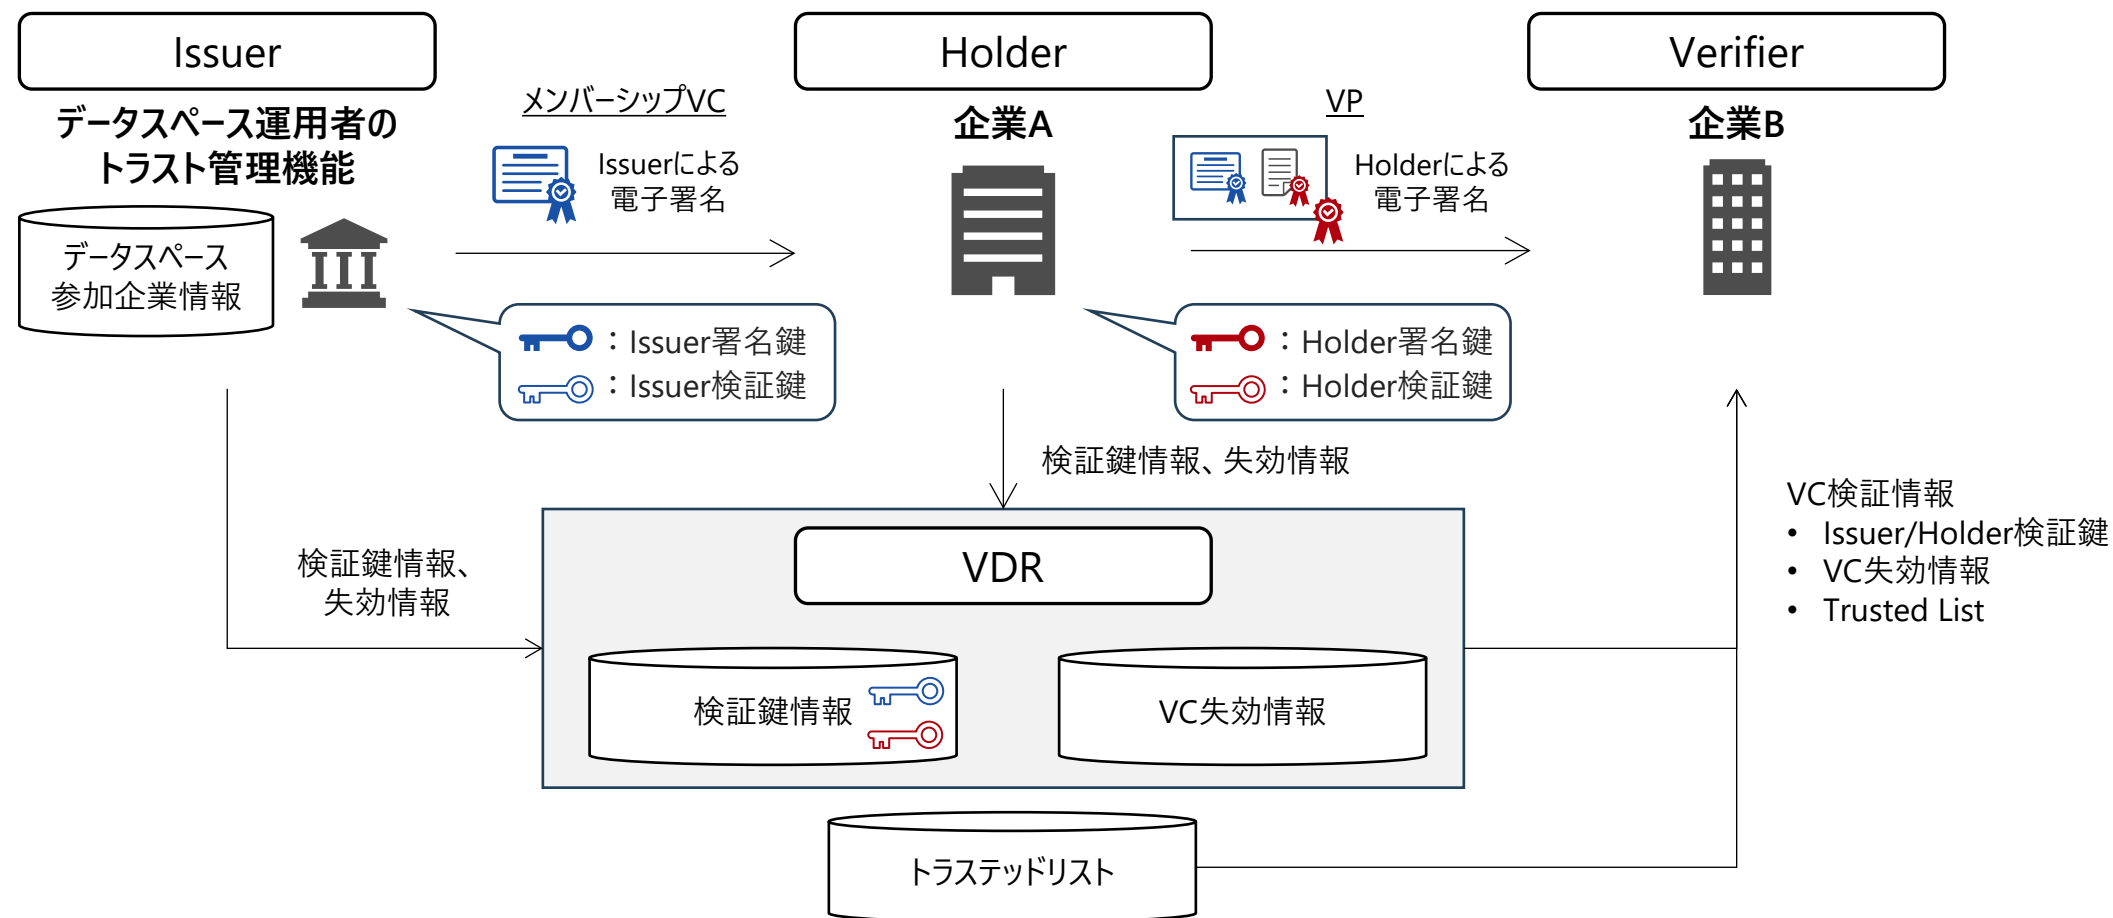 Issuer
データスペース運用者の
トラスト管理機能
データスペース
参加企業情報
メンバーシップVC
Issuerによる
電子署名
：Issuer署名鍵
：Issuer検証鍵
Holder
企業A
VP
Holderによる
電子署名
：Holder署名鍵
：Holder検証鍵
Verifier
企業B
検証鍵情報、失効情報
検証鍵情報、
失効情報
VDR
検証鍵情報
VC失効情報
トラステッドリスト
VC検証情報
• Issuer/Holder検証鍵
• VC失効情報
• Trusted List